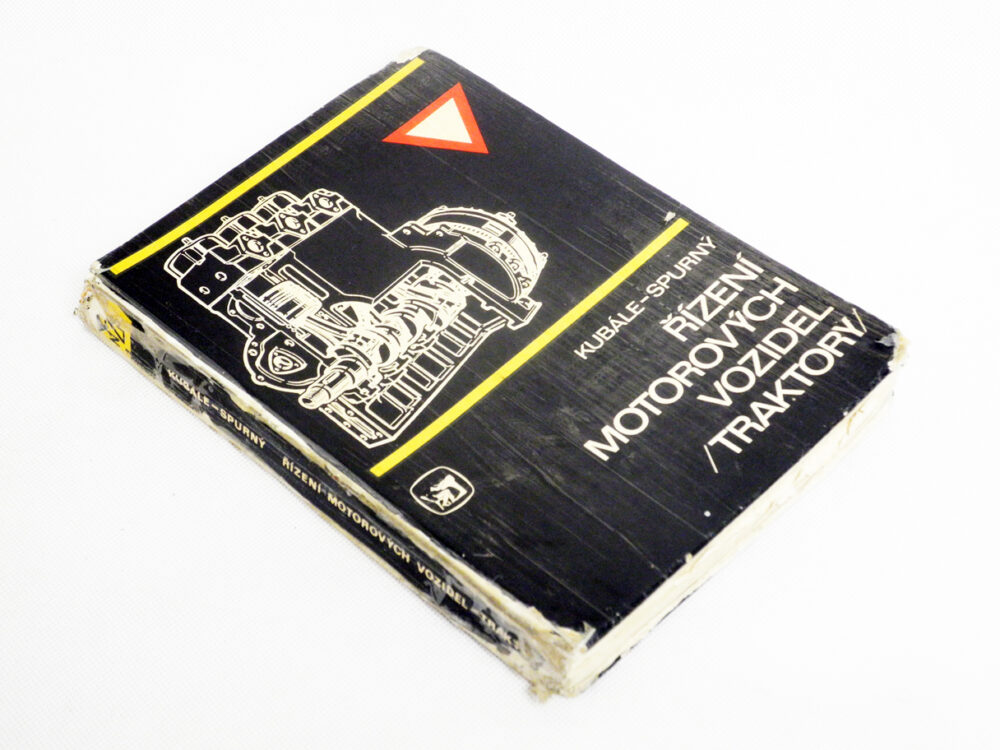 KUBÁLE-SPURNÝ
ŘÍZENÍ
MOTOROVÝCH
VOZIDEL
/TRAKTORY/
KUBÁLE-SPURNÝ ŘÍZENÍ MOTOROVÝCH VOZIDEL